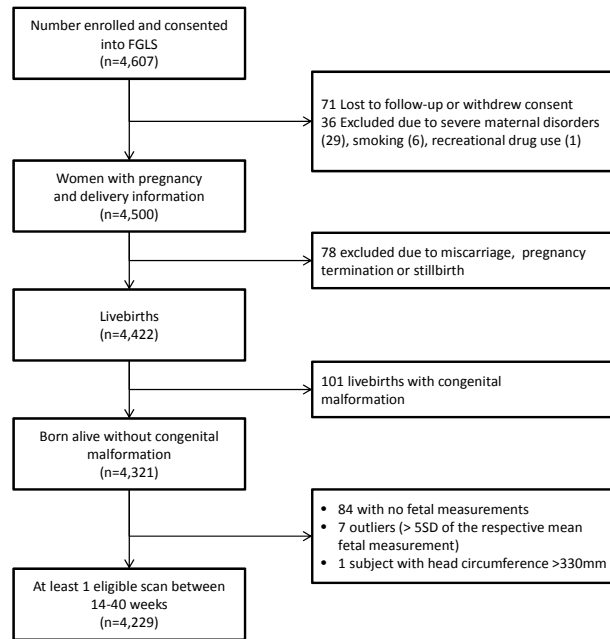 Number enrolled and consented
into FGLS
(n=4,607)
71 Lost to follow-up or withdrew consent
36 Excluded due to severe maternal disorders
(29), smoking (6), recreational drug use (1)
Women with pregnancy
and delivery information
(n=4,500)
78 excluded due to miscarriage, pregnancy
termination or stillbirth
Livebirths
(n=4,422)
101 livebirths with congenital
malformation
Born alive without congenital
malformation
(n=4,321)
• 84 with no fetal measurements
• 7 outliers (> 5SD of the respective mean
fetal measurement)
• 1 subject with head circumference >330mm
At least 1 eligible scan between
14-40 weeks
(n=4,229)